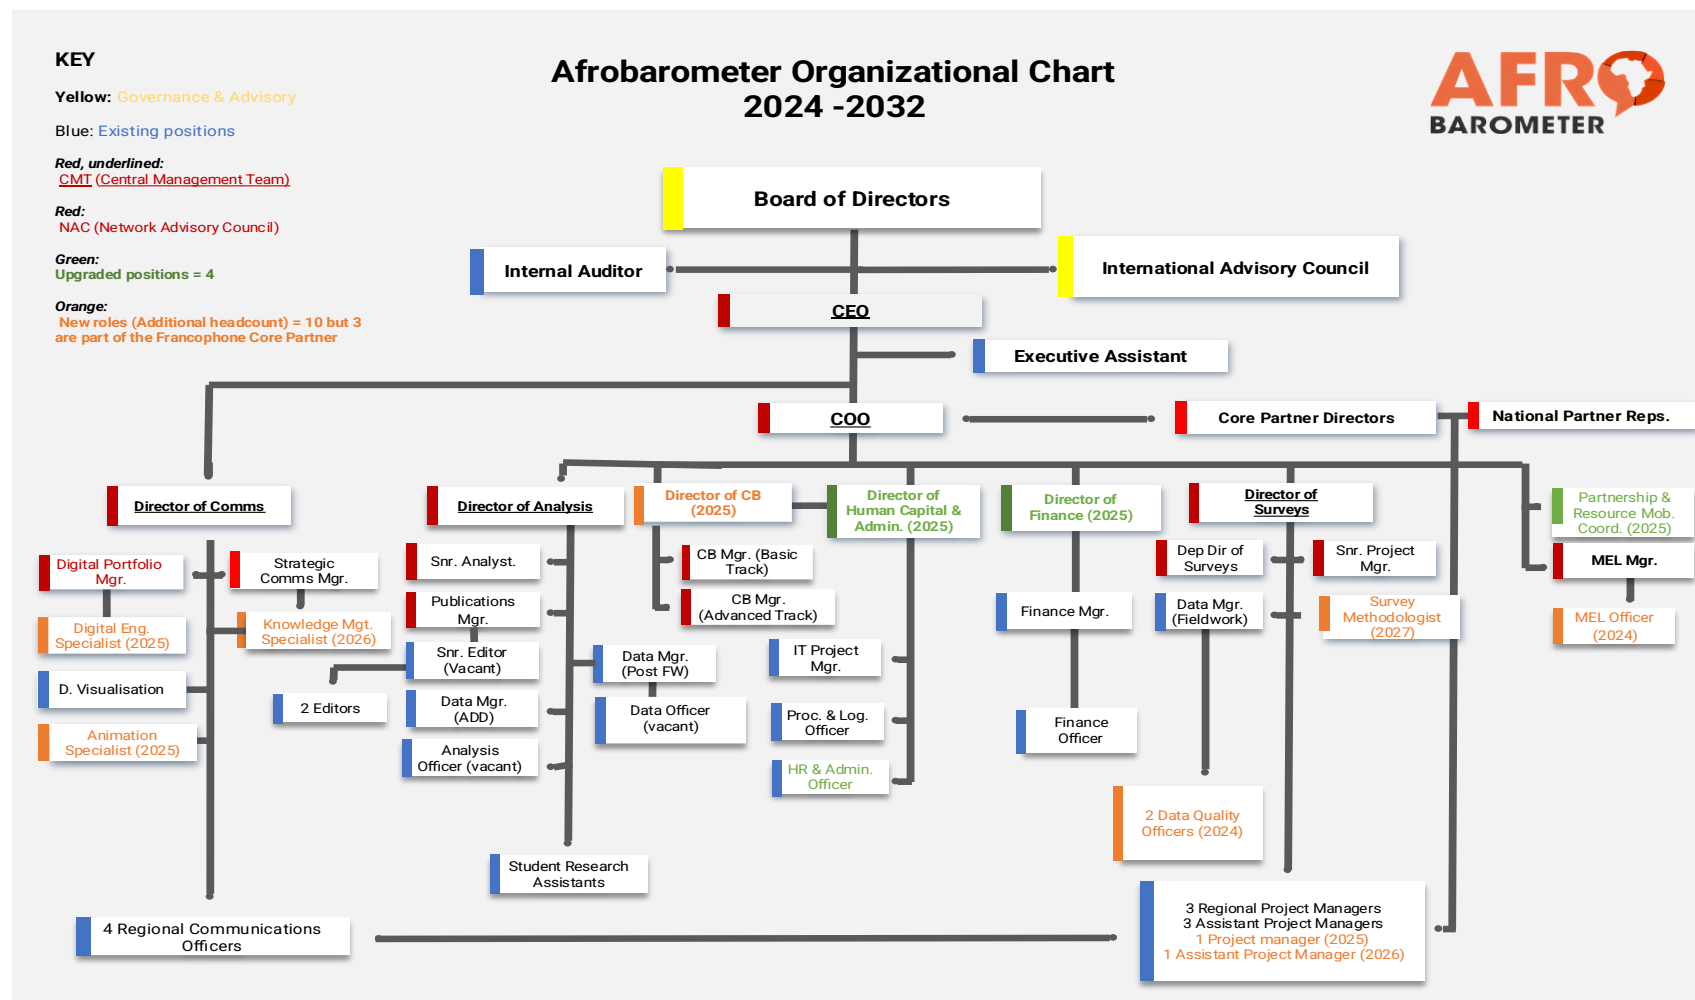 KEY
Afrobarometer Organizational Chart
2024 -2032
AFRO
BAROMETER
Yellow: Governance & Advisory
Blue: Existing positions
Red, underlined:
CMT (Central Management Team)
Red:
NAC (Network Advisory Council)
Green:
Upgraded positions = 4
Orange:
New roles (Additional headcount) = 10 but 3
are part of the Francophone Core Partner
Board of Directors
Internal Auditor
International Advisory Council
CEO
Executive Assistant
COO
Core Partner Directors
National Partner Reps.
Director of Comms
Director of Analysis
Director of CB
(2025)
Director of
Human Capital &
Admin. (2025)
Director of
Finance (2025)
Director of
Surveys
Partnership &
Resource Mob.
Coord. (2025)
Digital Portfolio
Mgr.
Strategic
Comms Mgr.
Snr. Analyst.
CB Mgr. (Basic
Track)
Dep Dir of
Surveys
Snr. Project
Mgr.
MEL Mgr.
Publications
Mgr.
CB Mgr.
(Advanced Track)
Finance Mgr.
Data Mgr.
(Fieldwork)
Survey
Methodologist
(2027)
MEL Officer
(2024)
Digital Eng.
Specialist (2025)
Knowledge Mgt.
Specialist (2026)
Snr. Editor
(Vacant)
Data Mgr.
(Post FW)
IT Project
Mgr.
D. Visualisation
2 Editors
Data Mgr.
(ADD)
Data Officer
(vacant)
Proc. & Log.
Officer
Finance
Officer
Animation
Specialist (2025)
Analysis
Officer (vacant)
HR & Admin.
Officer
2 Data Quality
Officers (2024)
Student Research
Assistants
4 Regional Communications
Officers
3 Regional Project Managers
3 Assistant Project Managers
1 Project manager (2025)
1 Assistant Project Manager (2026)